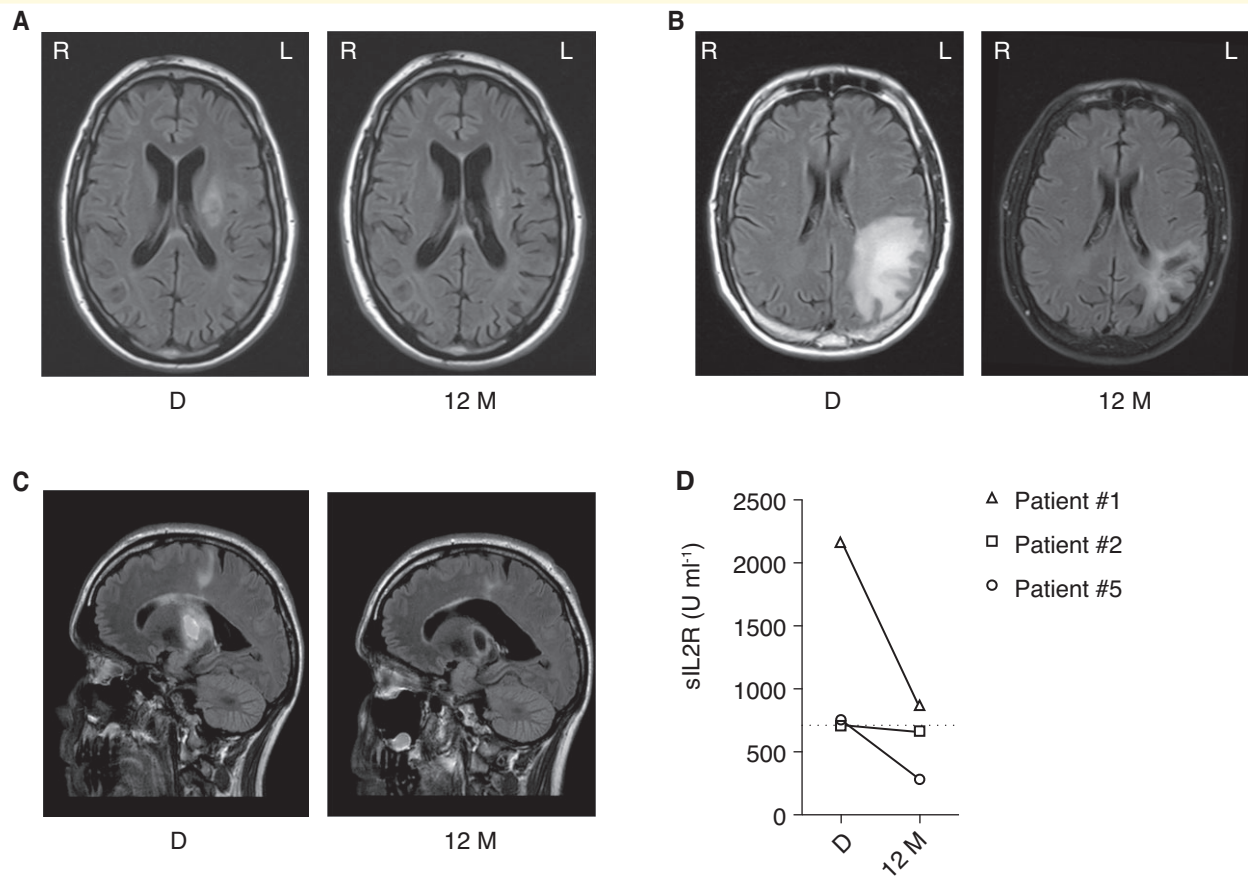 A
R
L
R
L
D
12 M
B
R
L
R
L
D
12 M
C
D
12 M
D
sIL2R (U ml-1)
2500
2000
1500
1000
500
0
D
12 M
Patient #1
Patient #2
Patient #5